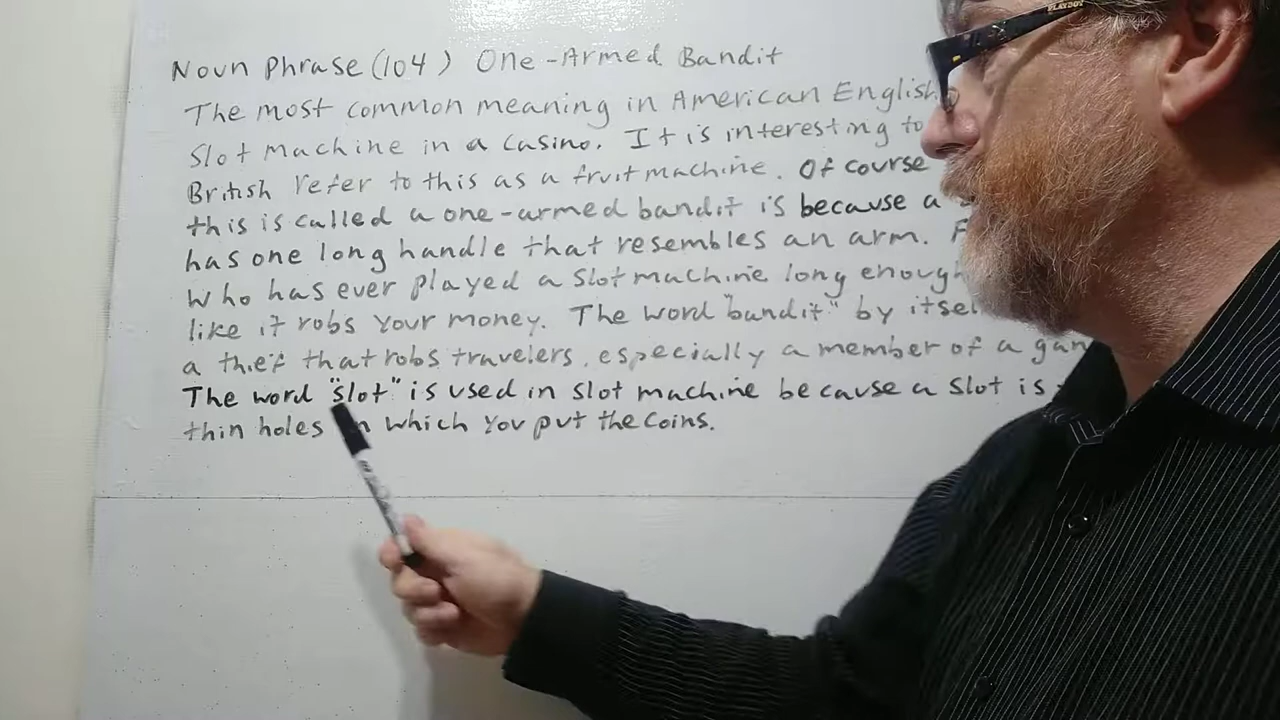 Noun Phrase (104) One-Armed Bandit
The most common meaning in American English
Slot machine in a casino. It is interesting to
British refer to this as a fruit machine. Of course
this is called a one-armed bandit is because a
has one long handle that resembles an arm. F
who has ever played a slot machine long enough
like it robs your money. The word "bandit" by itsel
a thief that robs travelers, especially a member of a gan
The word "slot" is used in slot machine because a slot is
thin holes in which you put the coins.
PLAYBOY